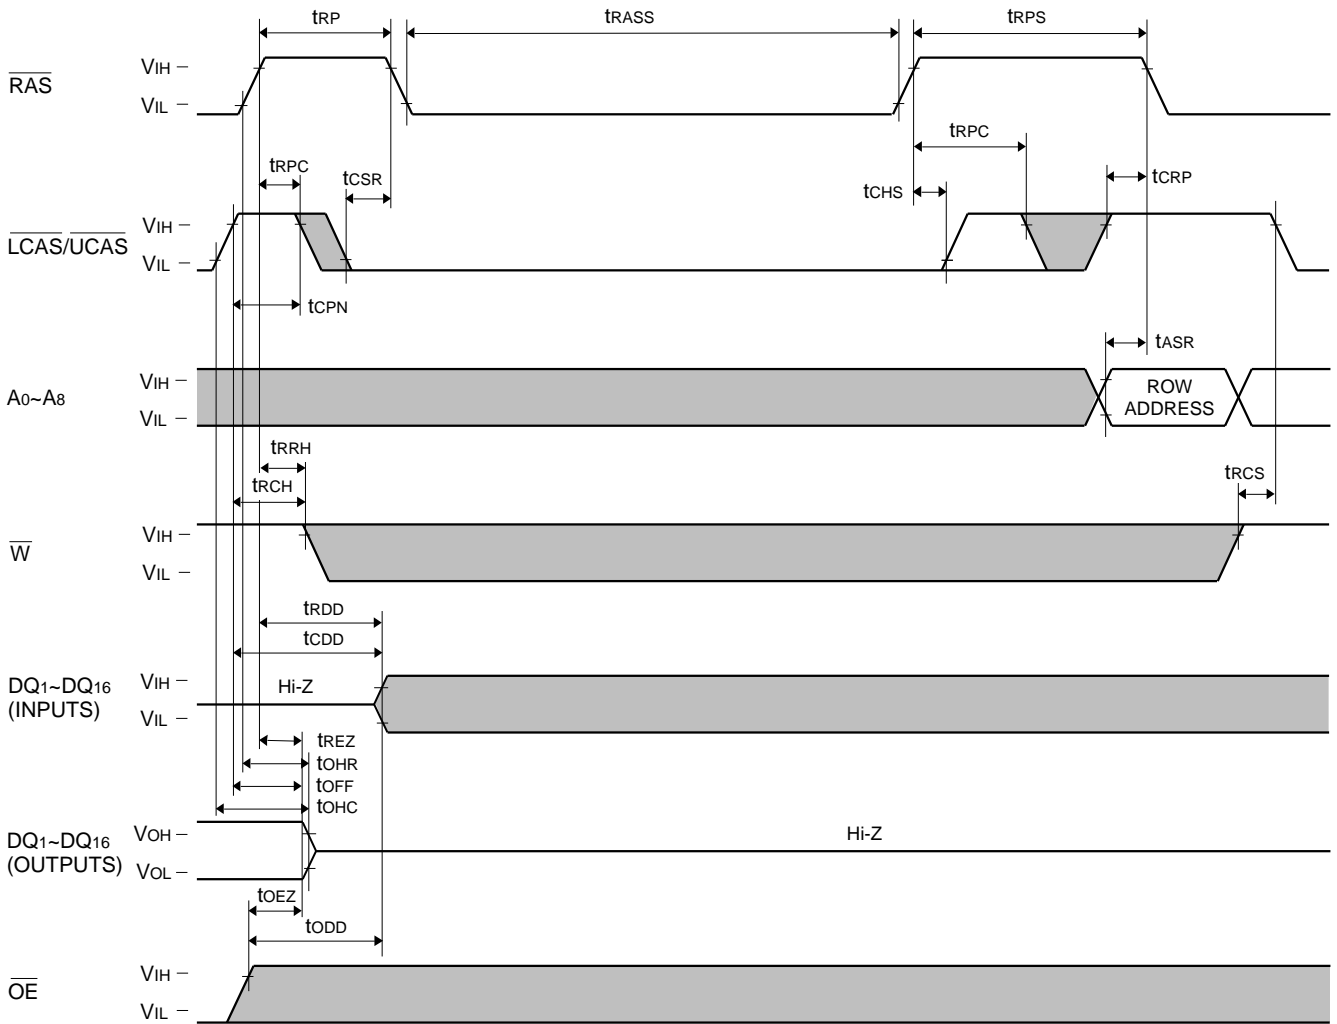 tRP
tRASS
tRPS
RAS
VIH
VIL
tRPC
tCSR
tRPC
tCHS
tCRP
LCAS/UCAS
VIH
VIL
tCPN
tASR
A0~A8
VIH
VIL
ROW
ADDRESS
tRRH
tRCH
tRCS
W
VIH
VIL
tRDD
tCDD
DQ1~DQ16
(INPUTS)
VIH
VIL
Hi-Z
tREZ
tOHR
tOFF
tOHC
DQ1~DQ16
(OUTPUTS)
VOH
VOL
Hi-Z
tOEZ
tODD
OE
VIH
VIL